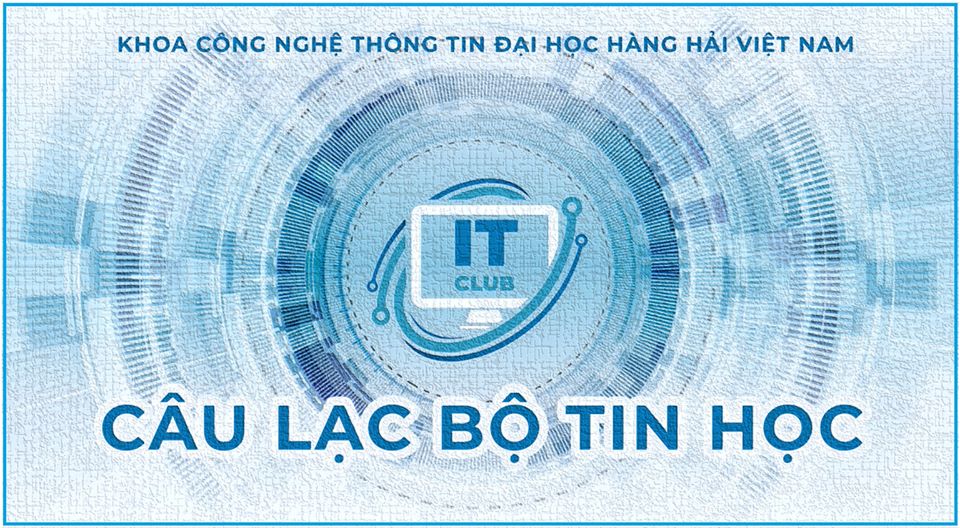 KHOA CÔNG NGHỆ THÔNG TIN ĐẠI HỌC HÀNG HẢI VIỆT NAM
IT
CLUB
CÂU LẠC BỘ TIN HỌC